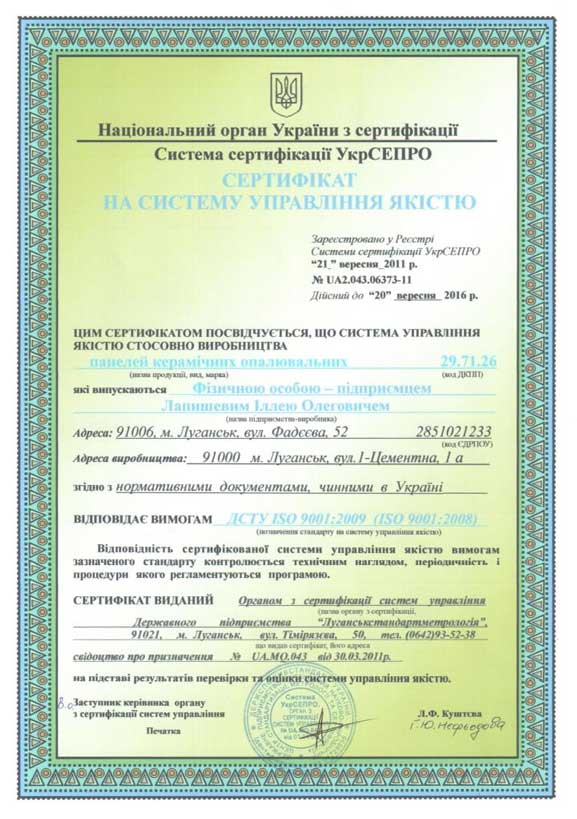 Національний орган України з сертифікації
Система сертифікації УкрСЕПРО
СЕРТИФІКАТ
НА СИСТЕМУ УПРАВЛІННЯ ЯКІСТЮ
Зареєстровано у Реєстрі
Системи сертифікації УкрСЕПРО
“21 ” вересня 2011 р.
№ UA2.043.06373-11
Дійсний до “20” вересня 2016 р.
ЦИМ СЕРТИФІКАТОМ ПОСВІДЧУЄТЬСЯ, ЩО СИСТЕМА УПРАВЛІННЯ
ЯКІСТЮ СТОСОВНО ВИРОБНИЦТВА
панелей керамічних опалювальних 29.71.26
(назва продукції, вид, марка) (код ДКПП)
які випускаються Фізичною особою – підприємцем
Лапишевим Іллею Олеговичем
(назва підприємства-виробника)
Адреса: 91006, м. Луганськ, вул. Фадєєва, 52 2851021233
(код ЄДРПОУ)
Адреса виробництва: 91000 м. Луганськ, вул.1-Цементна, 1 а
згідно з нормативними документами, чинними в Україні
ВІДПОВІДАЄ ВИМОГАМ ДСТУ ISO 9001:2009 (ISO 9001:2008)
(позначення стандарту на систему управління якістю)
Відповідність сертифікованої системи управління якістю вимогам
зазначеного стандарту контролюється технічним наглядом, періодичність і
процедури якого регламентуються програмою.
СЕРТИФІКАТ ВИДАНИЙ Органом з сертифікації систем управління
(назва органу з-сертифікації,
Державного підприємства “Луганськстандартметрологія”,
91021, м. Луганськ, вул. Тімірязєва, 50, тел. (0642)93-52-38
що видав сертифікат, його адреса
свідоцтво про призначення № UA.MQ.043 від 30.03.2011р.
на підставі результатів перевірки та оцінки системи управління якістю.
В.о. Заступник керівника органу
з сертифікації систем управління Л.Ф. Куштєва
Печатка
Система
УкрСЕПРО
ОРГАН З
СЕРТИФІКАЦІЇ
СИСТЕМ УПРАВЛІННЯ